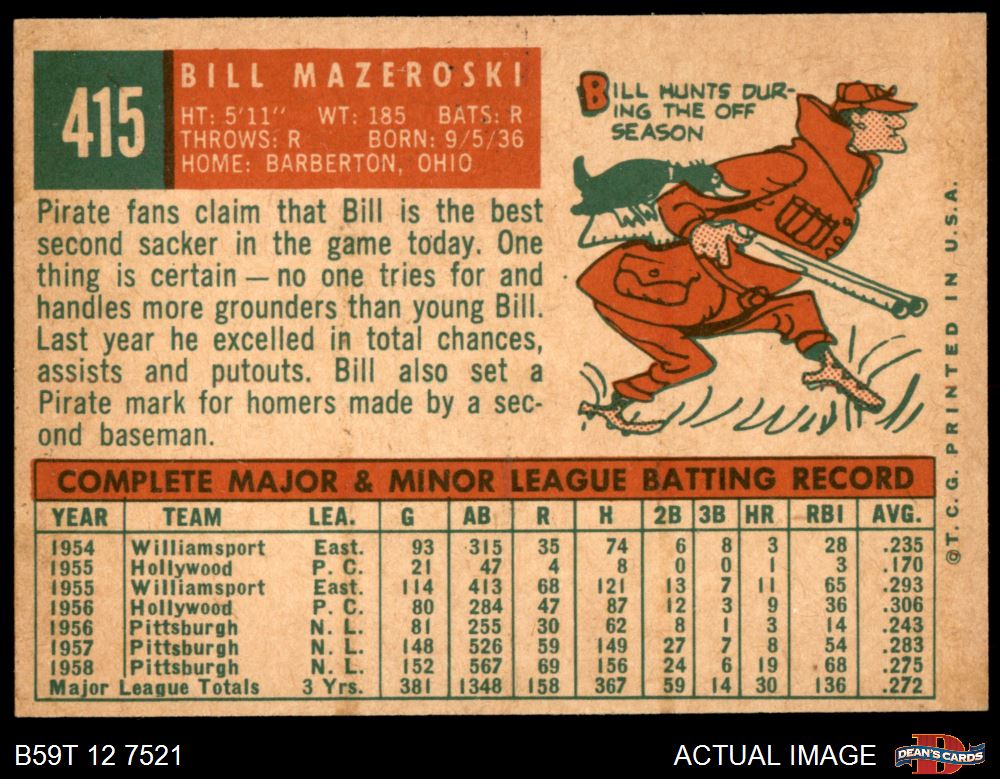 415
BILL MAZEROSKI
HT: 5'11" WT: 185 BATS: R
THROWS: R BORN: 9/5/36
HOME: BARBERTON, OHIO
BILL HUNTS DUR-
ING THE OFF
SEASON
Pirate fans claim that Bill is the best
second sacker in the game today. One
thing is certain — no one tries for and
handles more grounders than young Bill.
Last year he excelled in total chances,
assists and putouts. Bill also set a
Pirate mark for homers made by a sec-
ond baseman.
COMPLETE MAJOR & MINOR LEAGUE BATTING RECORD
YEAR TEAM LEA. G AB R H 2B 3B HR RBI AVG.
1954 Williamsport East. 93 315 35 74 6 8 3 28 .235
1955 Hollywood P. C. 21 47 4 8 0 0 1 3 .170
1955 Williamsport East. 114 413 68 121 13 7 11 65 .293
1956 Hollywood P. C. 80 284 47 87 12 3 9 36 .306
1956 Pittsburgh N. L. 81 255 30 62 8 1 3 14 .243
1957 Pittsburgh N. L. 148 526 59 149 27 7 8 54 .283
1958 Pittsburgh N. L. 152 567 69 156 24 6 19 68 .275
Major League Totals 3 Yrs. 381 1348 158 367 59 14 30 136 .272
© T. C. G. PRINTED IN U.S.A.
B59T 12 7521
ACTUAL IMAGE
DEAN'S CARDS